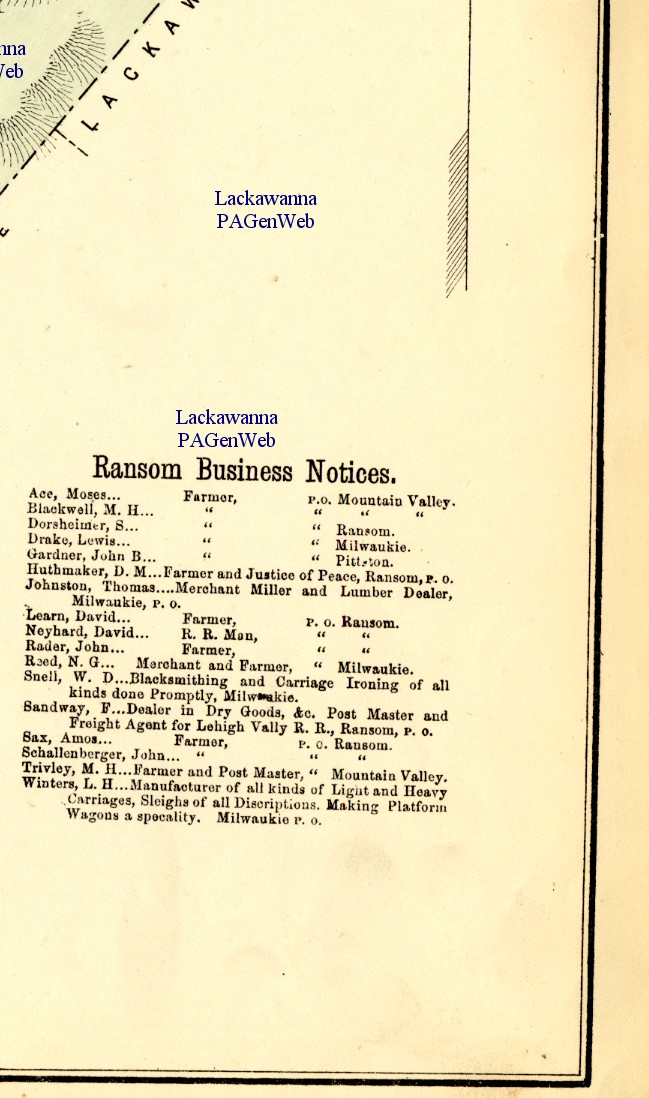 nna
Web
LACKAW
Lackawanna
PAGenWeb
Lackawanna
PAGenWeb
Ransom Business Notices.
Ace, Moses... Farmer, P.O. Mountain Valley.
Blackwell, M. H... “ “ “ “
Dorsheimer, S... “ “ Ransom.
Drake, Lewis... “ “ Milwaukie.
Gardner, John B... “ “ Pittston.
Huthmaker, D. M...Farmer and Justice of Peace, Ransom, P. O.
Johnston, Thomas....Merchant Miller and Lumber Dealer,
Milwaukie, P. O.
Learn, David... Farmer, P. O. Ransom.
Neyhard, David... R. R. Man, “ “
Rader, John... Farmer, “ “
Reed, N. G... Merchant and Farmer, “ Milwaukie.
Snell, W. D...Blacksmithing and Carriage Ironing of all
kinds done Promptly, Milwaukie.
Sandway, F...Dealer in Dry Goods, &c. Post Master and
Freight Agent for Lehigh Vally R. R., Ransom, P. O.
Sax, Amos... Farmer, P. O. Ransom.
Schallenberger, John... “ “ “
Trivley, M. H...Farmer and Post Master, “ Mountain Valley.
Winters, L. H...Manufacturer of all kinds of Light and Heavy
Carriages, Sleighs of all Discriptions. Making Platform
Wagons a specality. Milwaukie P. O.